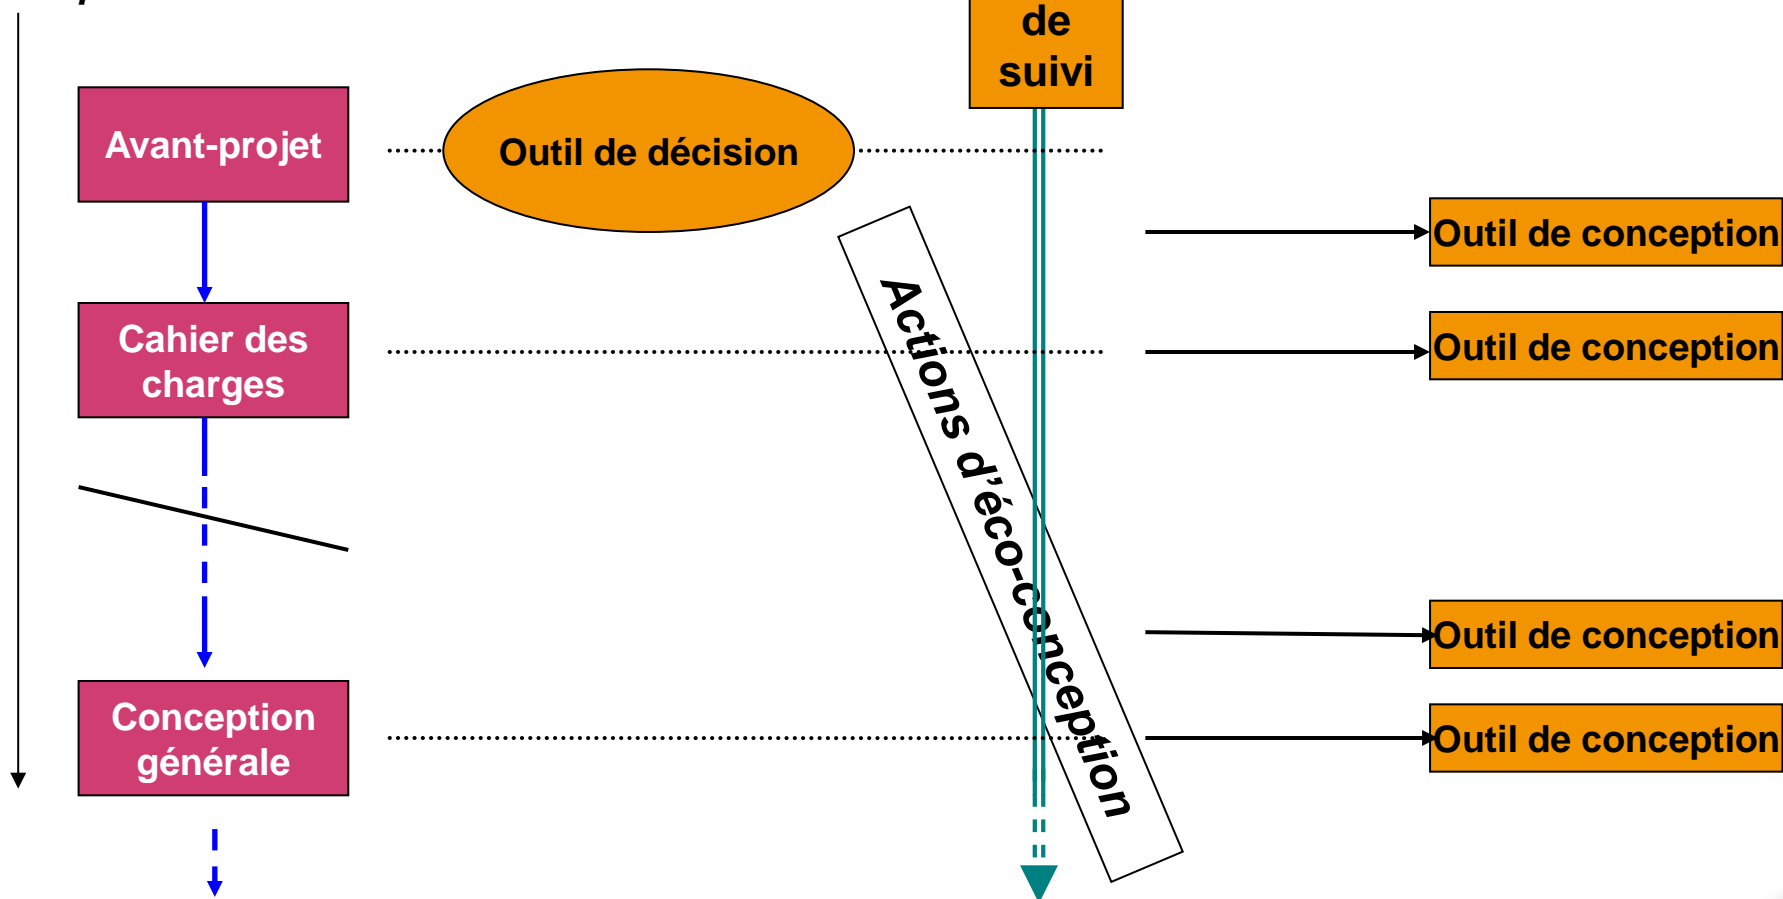 de
suivi
Avant-projet
Outil de décision
Outil de conception
Cahier des
charges
Outil de conception
Actions d’éco-conception
Outil de conception
Conception
générale
Outil de conception